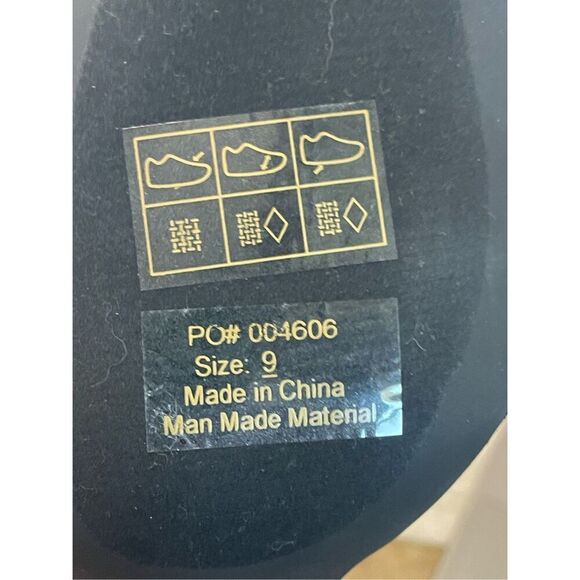 PO# 004606
Size: 9
Made in China
Man Made Material